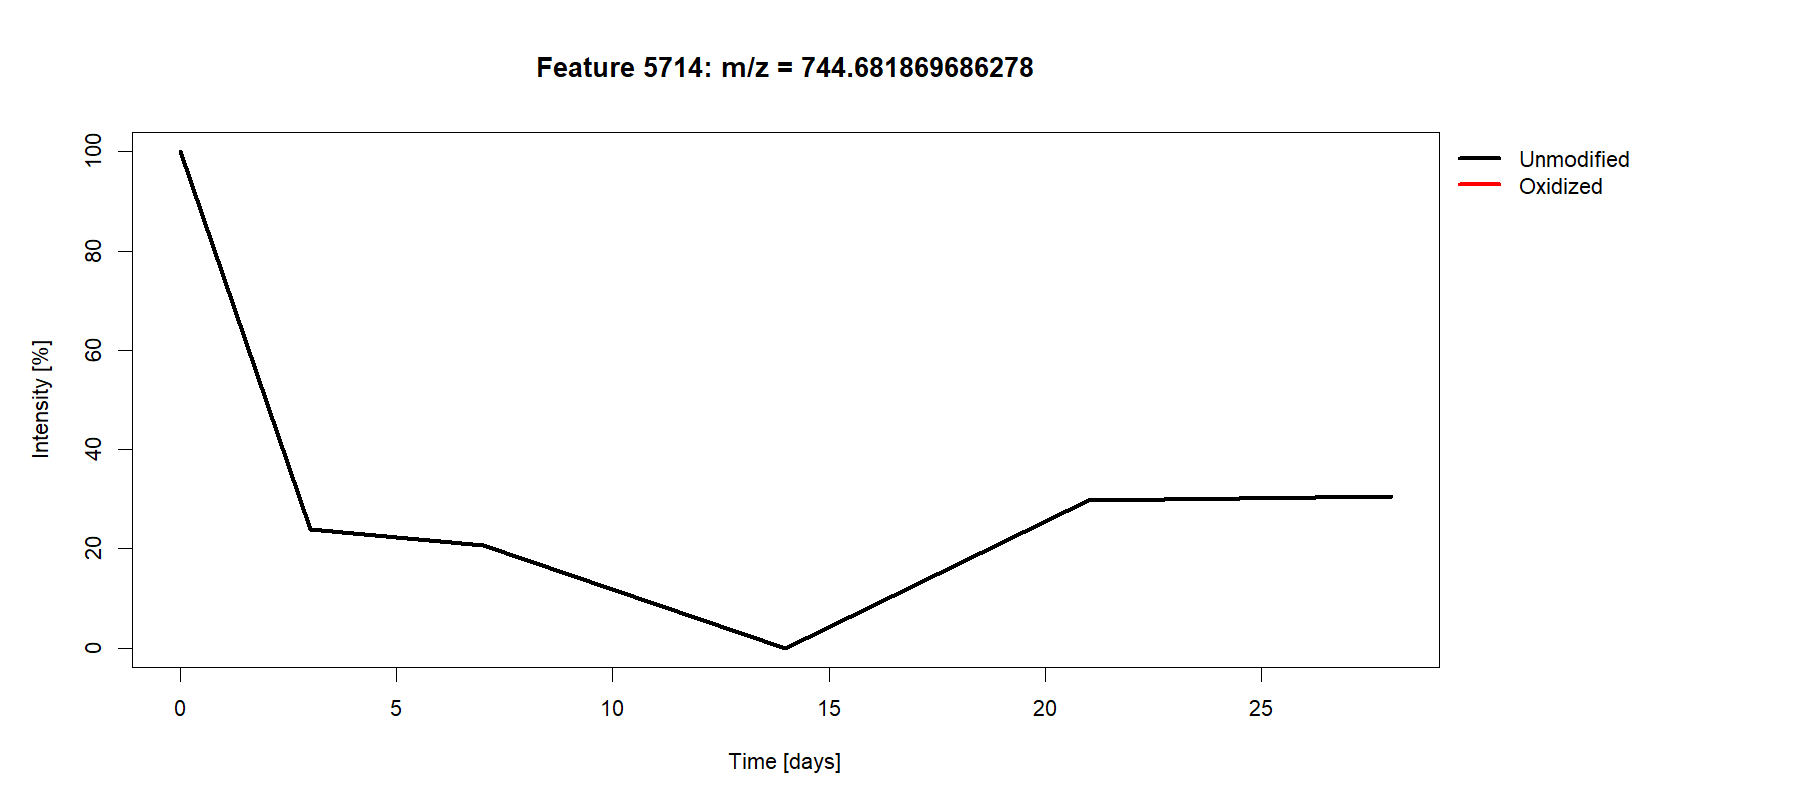 Feature 5714: m/z = 744.681869686278
Unmodified
Oxidized
Intensity [%]
100
80
60
40
20
0
0 5 10 15 20 25
Time [days]